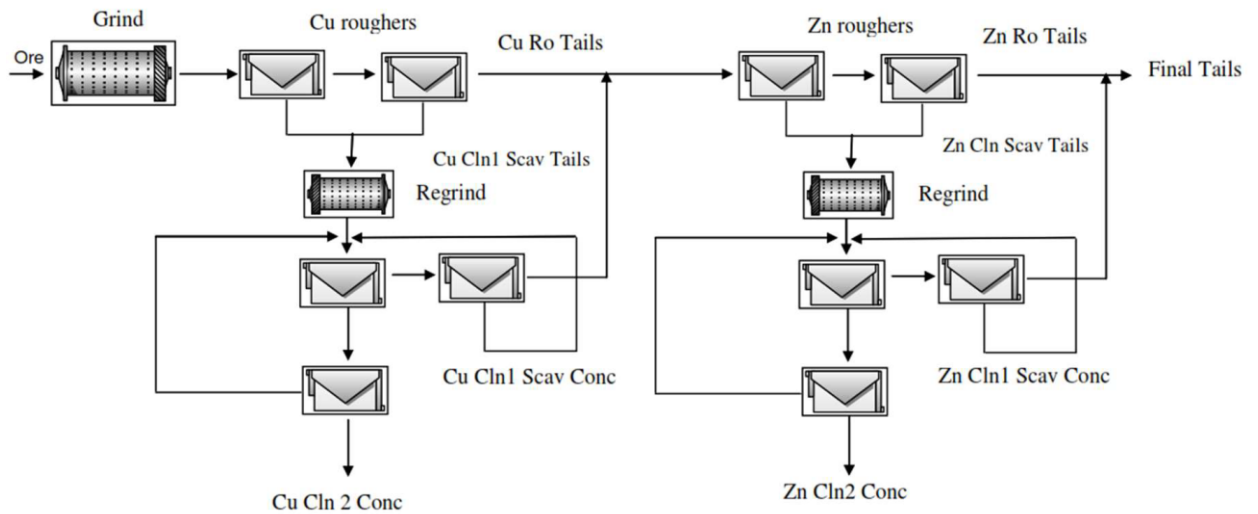 Grind
Cu roughers
Zn roughers
Ore
Cu Ro Tails
Zn Ro Tails
Final Tails
Cu Cln1 Scav Tails
Zn Cln Scav Tails
Regrind
Regrind
Cu Cln1 Scav Conc
Zn Cln1 Scav Conc
Cu Cln 2 Conc
Zn Cln2 Conc